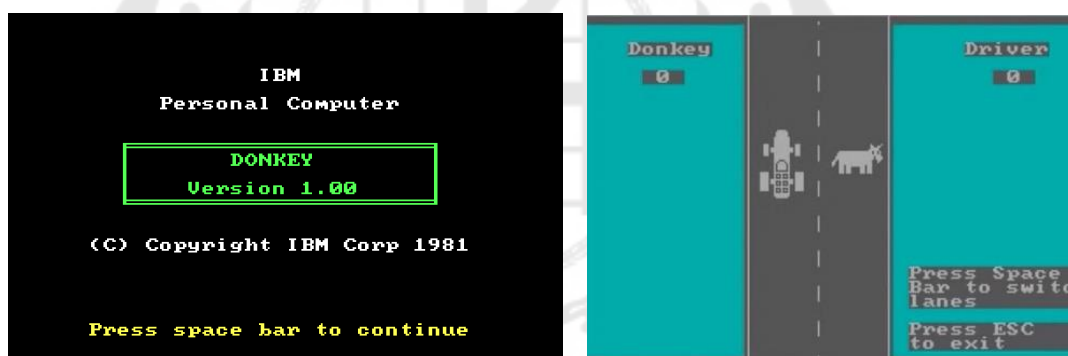 IBM
Personal Computer
DONKEY
Version 1.00
(C) Copyright IBM Corp 1981
Press space bar to continue
Donkey
0
Driver
0
Press Space
Bar to switc
lanes
Press ESC
to exit